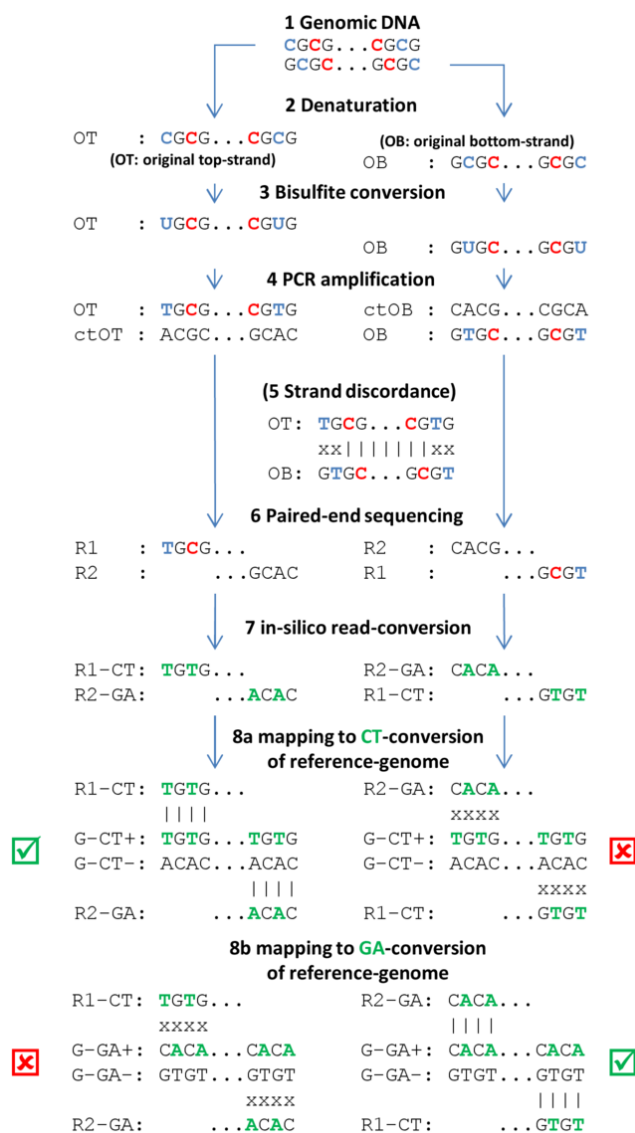 1 Genomic DNA
CGCG...CGCG
GCGC...GCGC
2 Denaturation
OT : CGCG...CGCG
(OT: original top-strand)
(OB: original bottom-strand)
OB : GCGC...GCGC
3 Bisulfite conversion
OT : UGCG...CGUG
OB : GUGC...GCGU
4 PCR amplification
OT : TGCG...CGTG ctOB : CACG...CGCA
ctOT : ACGC...GCAC OB : GTGC...GCGT
(5 Strand discordance)
OT: TGCG...CGTG
xx|||||||xx
OB: GTGC...GCGT
6 Paired-end sequencing
R1 : TGCG... R2 : CACG...
R2 : ...GCAC R1 : ...GCGT
7 in-silico read-conversion
R1-CT: TGTG... R2-GA: CACA...
R2-GA: ...ACAC R1-CT: ...GTGT
8a mapping to CT-conversion
of reference-genome
R1-CT: TGTG... R2-GA: CACA...
|||| xxxx
G-CT+: TGTG...TGTG G-CT+: TGTG...TGTG
G-CT-: ACAC...ACAC G-CT-: ACAC...ACAC
|||| xxxx
R2-GA: ...ACAC R1-CT: ...GTGT
8b mapping to GA-conversion
of reference-genome
R1-CT: TGTG... R2-GA: CACA...
xxxx ||||
G-GA+: CACA...CACA G-GA+: CACA...CACA
G-GA-: GTGT...GTGT G-GA-: GTGT...GTGT
xxxx ||||
R2-GA: ...ACAC R1-CT: ...GTGT